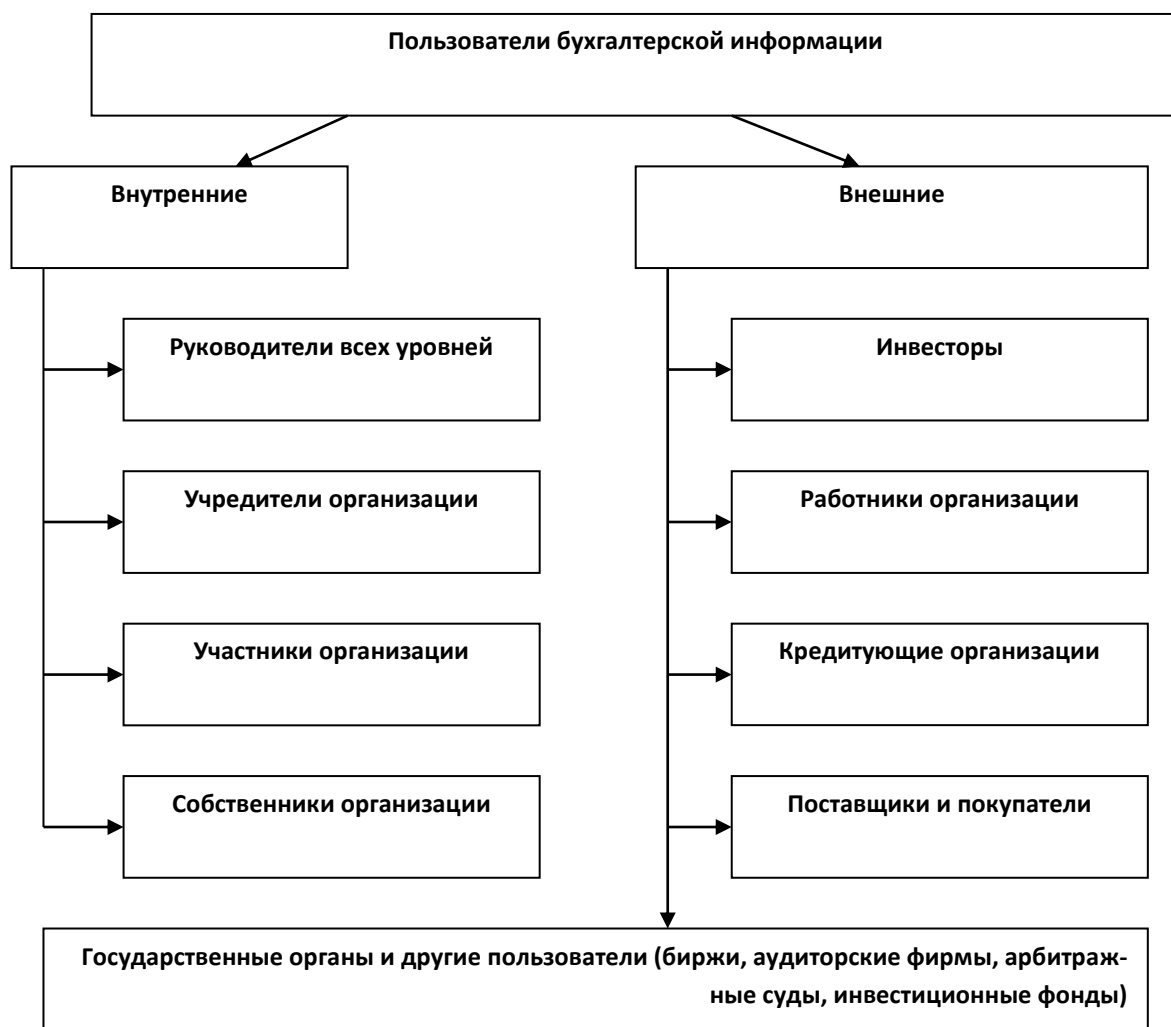 Пользователи бухгалтерской информации
Внутренние
Внешние
Руководители всех уровней
Инвесторы
Учредители организации
Работники организации
Участники организации
Кредитующие организации
Собственники организации
Поставщики и покупатели
Государственные органы и другие пользователи (биржи, аудиторские фирмы, арбитраж-
ные суды, инвестиционные фонды)